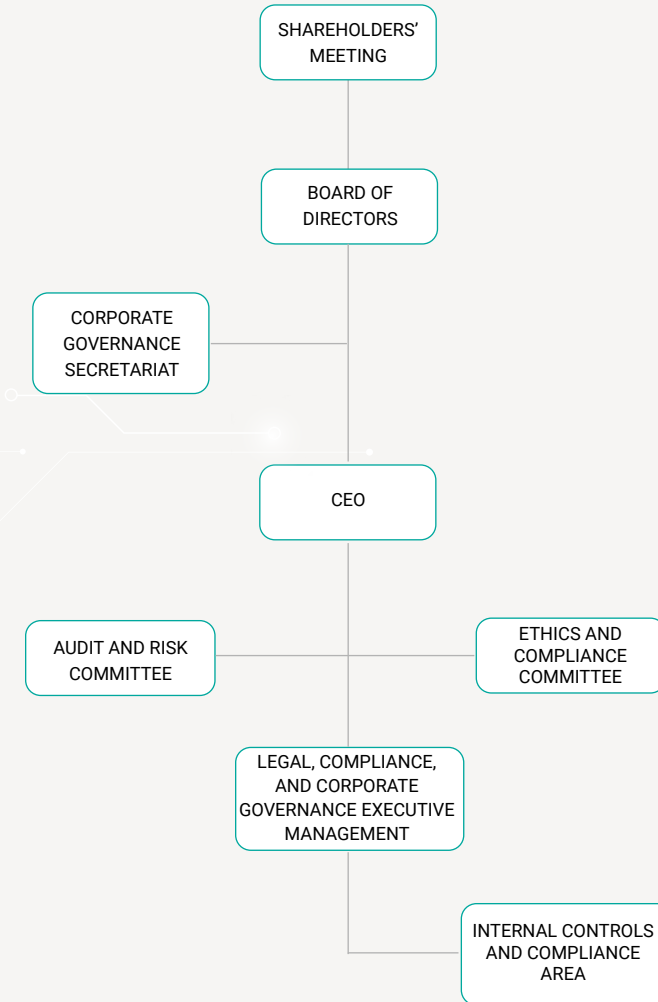 SHAREHOLDERS’
MEETING
BOARD OF
DIRECTORS
CORPORATE
GOVERNANCE
SECRETARIAT
CEO
AUDIT AND RISK
COMMITTEE
ETHICS AND
COMPLIANCE
COMMITTEE
LEGAL, COMPLIANCE,
AND CORPORATE
GOVERNANCE EXECUTIVE
MANAGEMENT
INTERNAL CONTROLS
AND COMPLIANCE
AREA